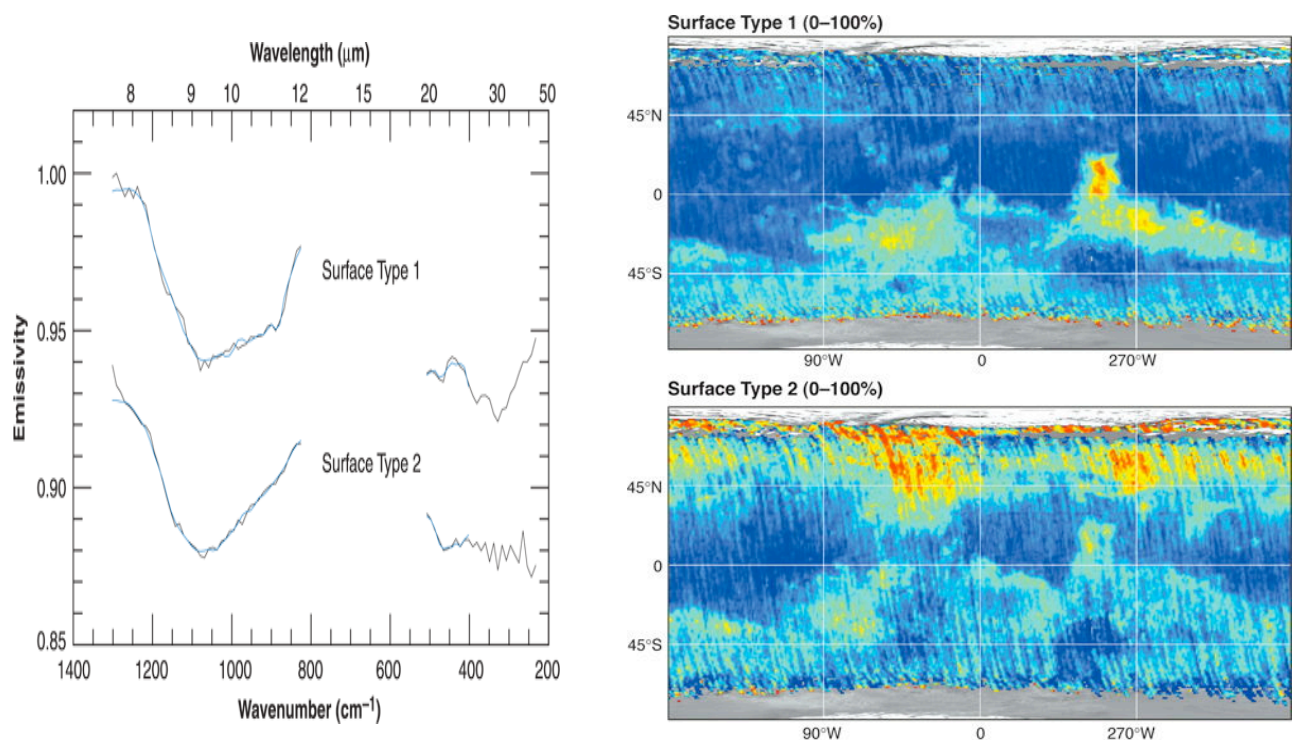 Wavelength (μm)
8 9 10 12 15 20 30 50
1.00
0.95
0.90
0.85
Emissivity
Surface Type 1
Surface Type 2
1400 1200 1000 800 600 400 200
Wavenumber (cm–1)
Surface Type 1 (0–100%)
45°N
0
45°S
90°W 0 270°W
Surface Type 2 (0–100%)
45°N
0
45°S
90°W 0 270°W